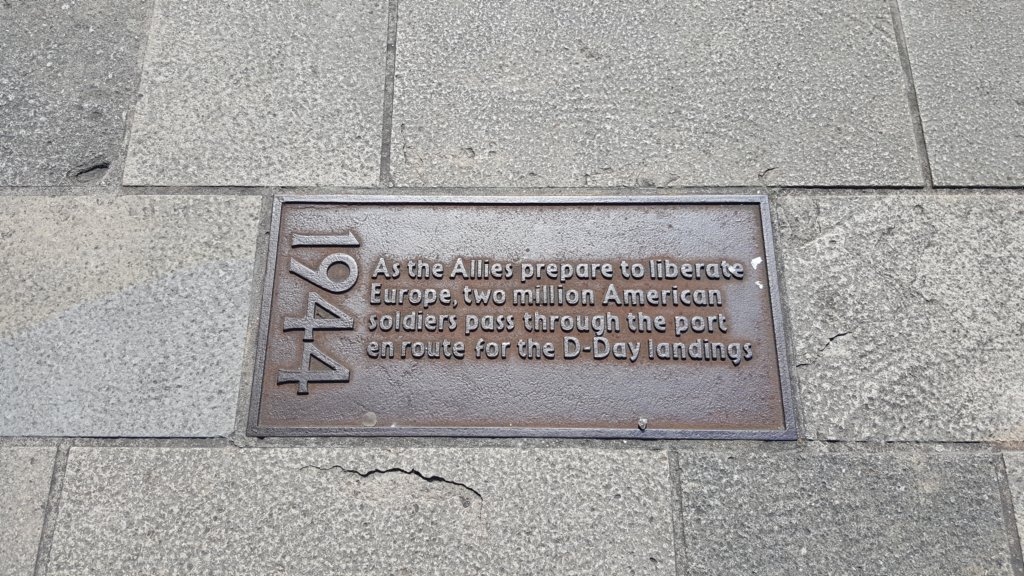 1944
As the Allies prepare to liberate
Europe, two million American
soldiers pass through the port
en route for the D-Day landings